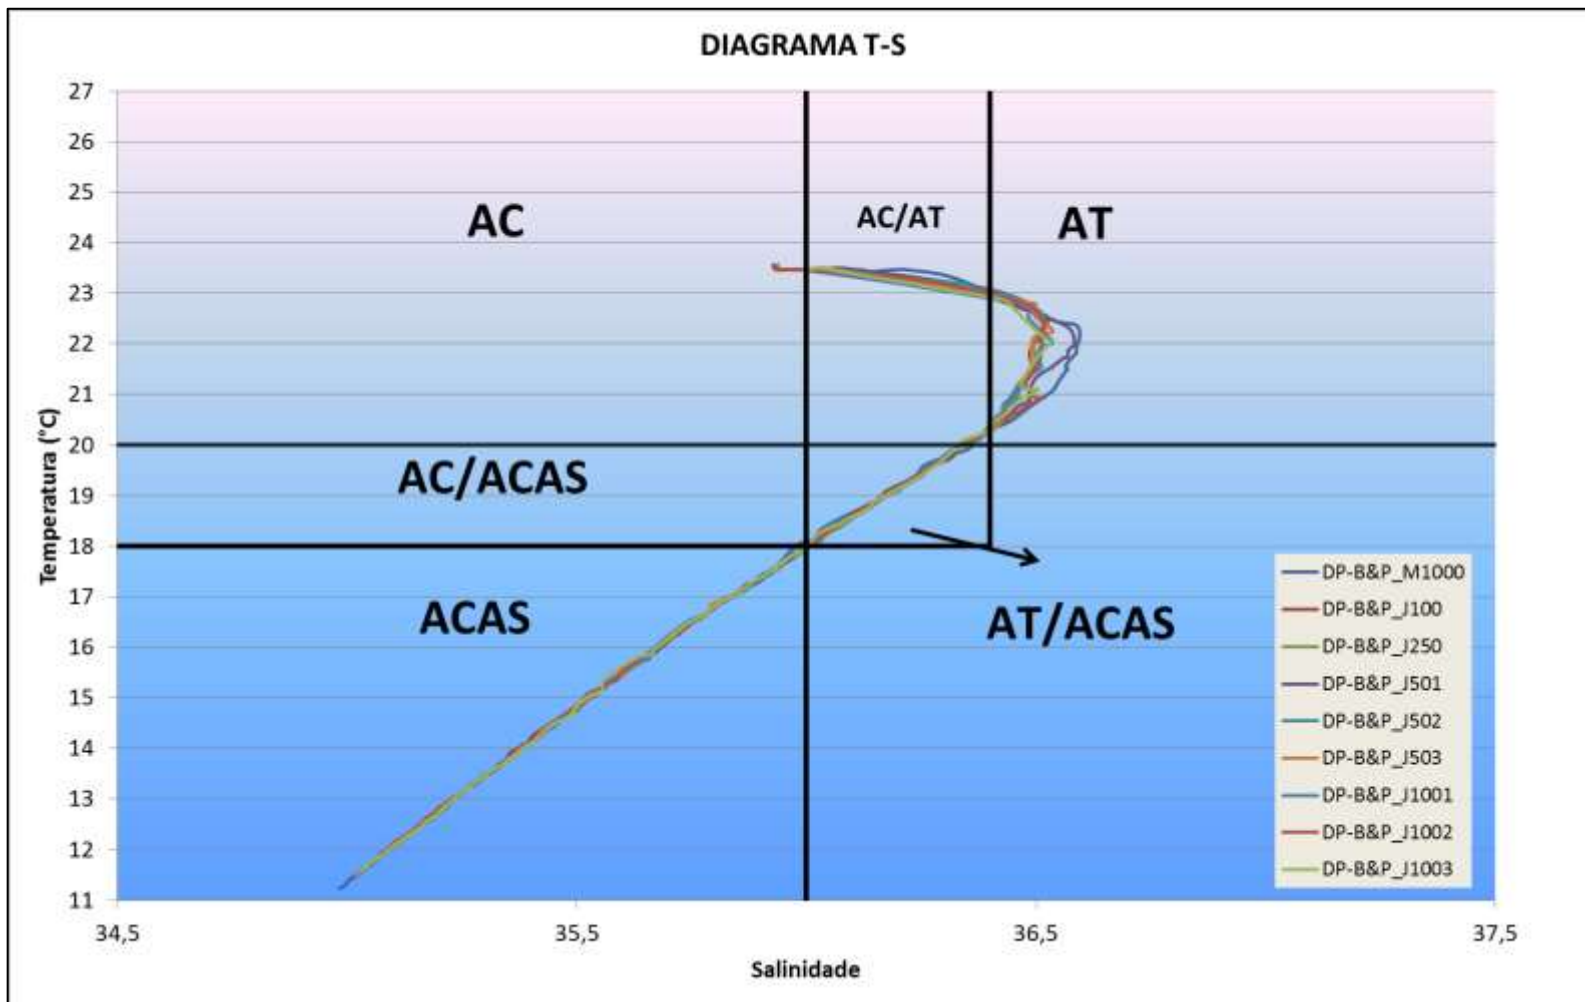 DIAGRAMA T-S
27
26
25
24
23
22
21
20
19
18
17
16
15
14
13
12
11
Temperatura (°C)
AC
AC/AT
AT
AC/ACAS
ACAS
AT/ACAS
DP-B&P_M1000
DP-B&P_J100
DP-B&P_J250
DP-B&P_J501
DP-B&P_J502
DP-B&P_J503
DP-B&P_J1001
DP-B&P_J1002
DP-B&P_J1003
34,5
35,5
36,5
37,5
Salinidade